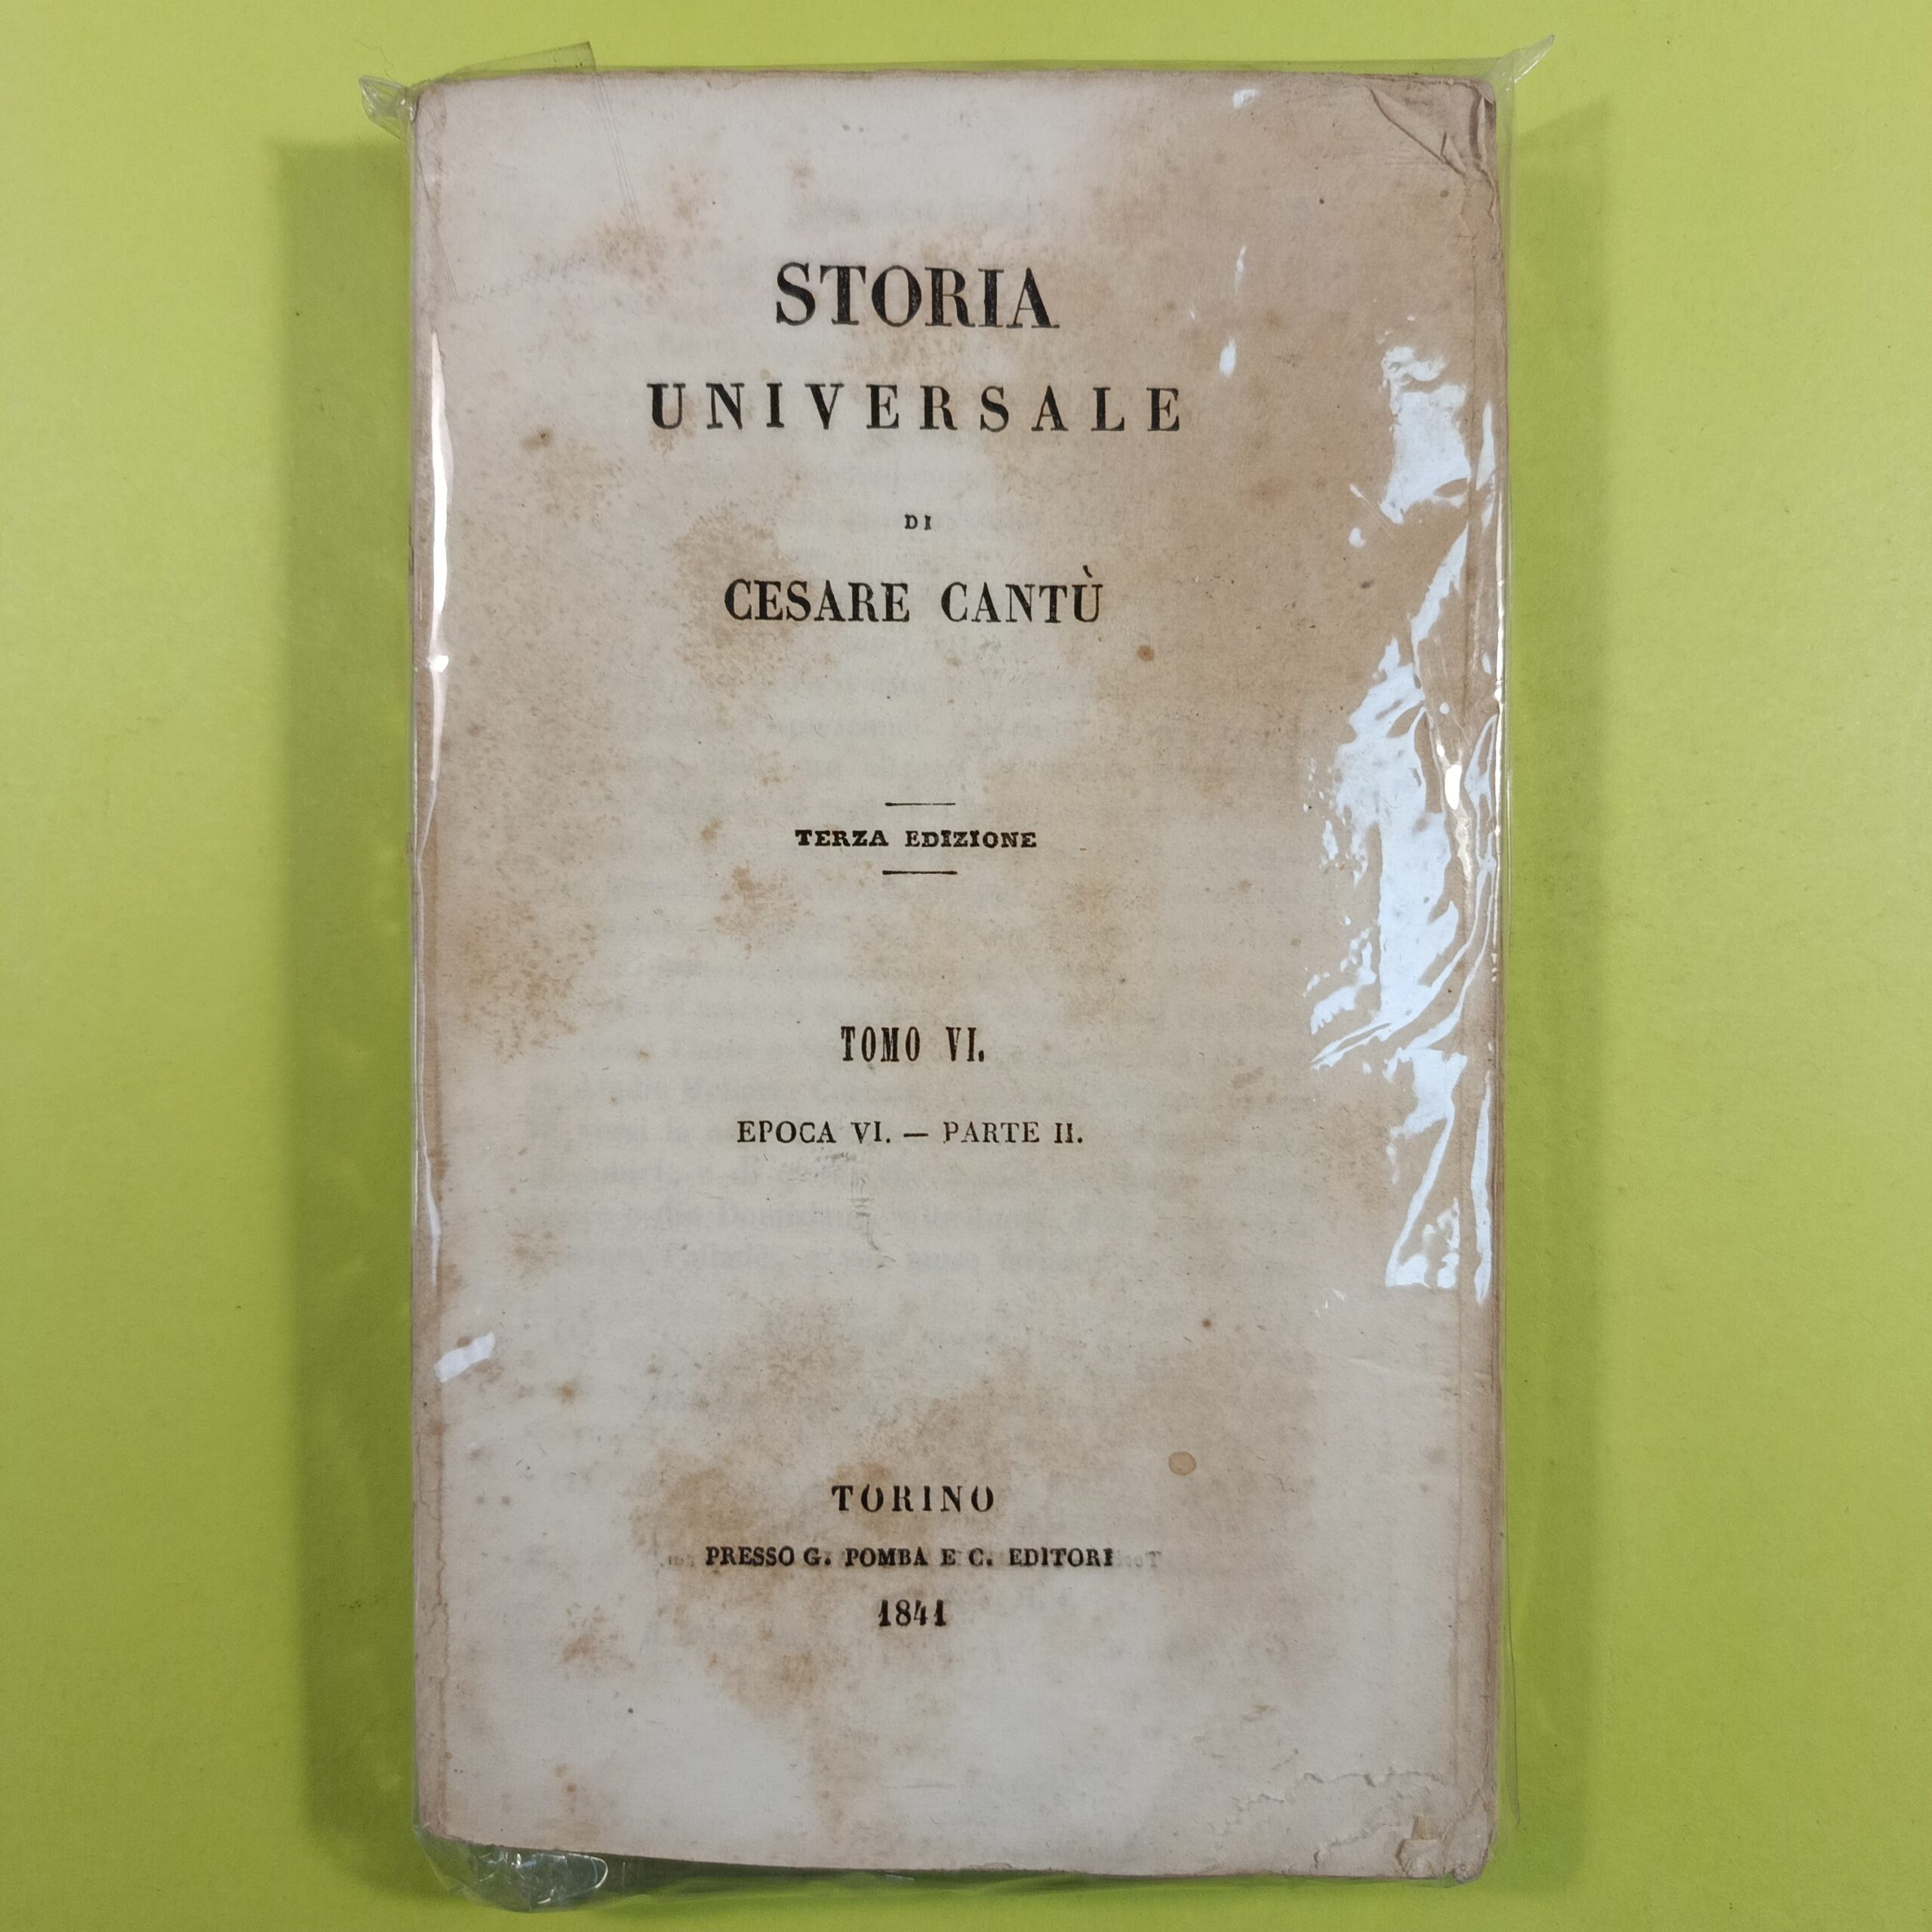 STORIA
UNIVERSALE
DI
CESARE CANTÙ
TERZA EDIZIONE
TOMO VI.
EPOCA VI. — PARTE II.
TORINO
PRESSO G. POMBA E C. EDITORI
1841